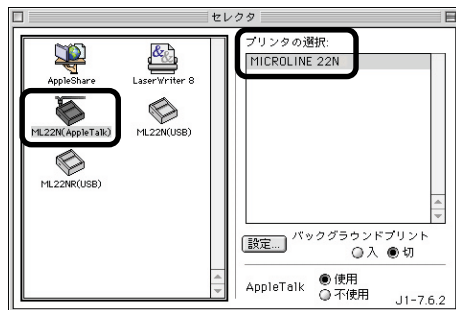 セレクタ
AppleShare
LaserWriter 8
ML22N(AppleTalk)
ML22N(USB)
ML22NR(USB)
プリンタの選択:
MICROLINE 22N
設定...
バックグラウンドプリント
入 切
AppleTalk
使用
不使用
J1-7.6.2